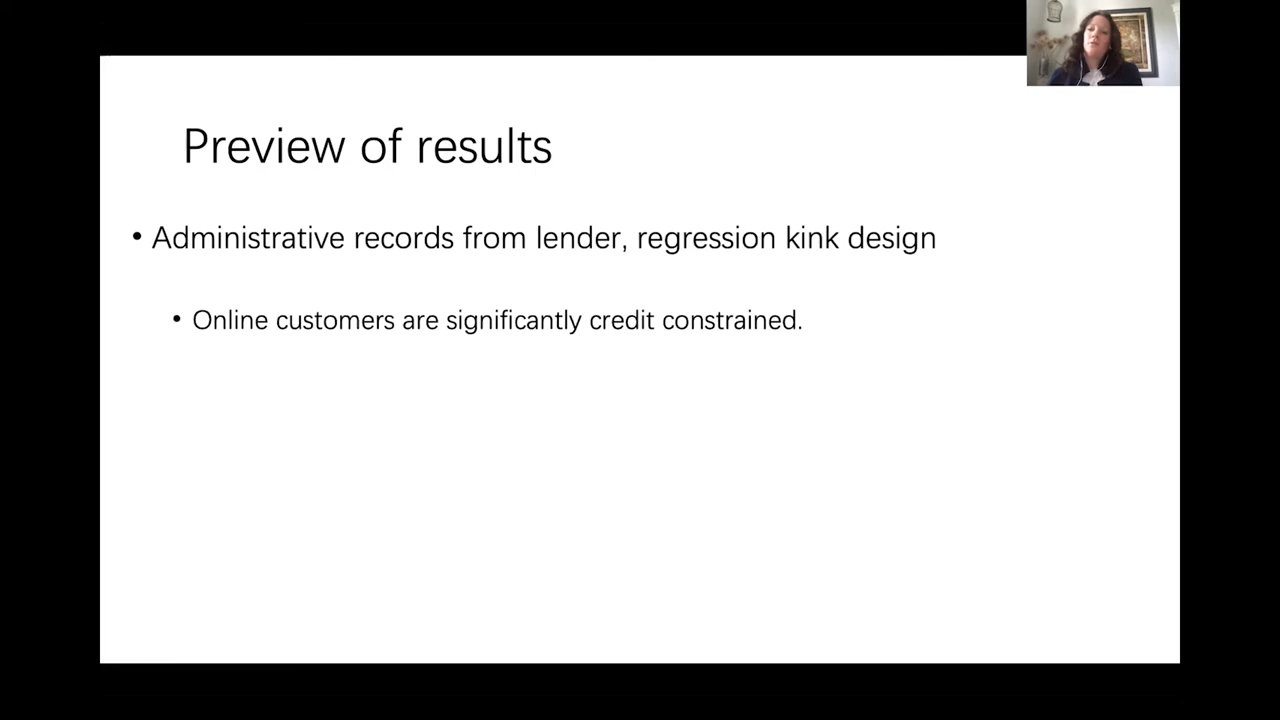 Preview of results
• Administrative records from lender, regression kink design
• Online customers are significantly credit constrained.